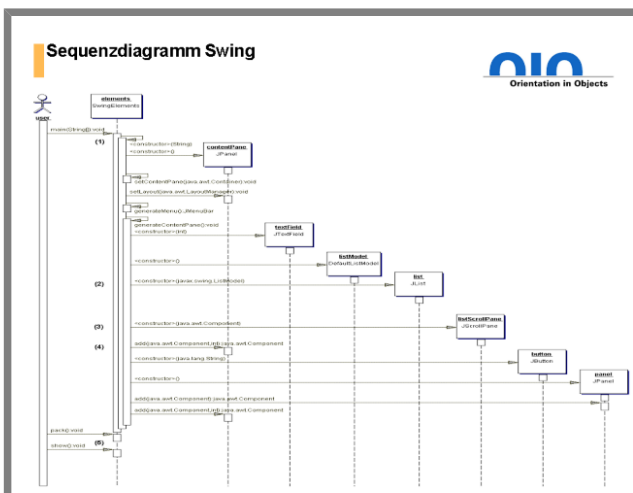 Sequenzdiagramm Swing
Orientation in Objects
user
elements
SwingElements
main(String[]):void
(1)
<constructor>(String)
<constructor>()
contentPane
JPanel
setContentPane(java.awt.Container):void
setLayout(java.awt.LayoutManager):void
generateMenu():JMenuBar
generateContentPane():void
<constructor>(int)
textField
JTextField
<constructor>()
listModel
DefaultListModel
(2)
<constructor>(javax.swing.ListModel)
list
JList
(3)
<constructor>(java.awt.Component)
listScrollPane
JScrollPane
(4)
add(java.awt.Component,int):java.awt.Component
<constructor>(java.lang.String)
button
JButton
<constructor>()
panel
JPanel
add(java.awt.Component):java.awt.Component
add(java.awt.Component,int):java.awt.Component
pack():void
(5)
show():void